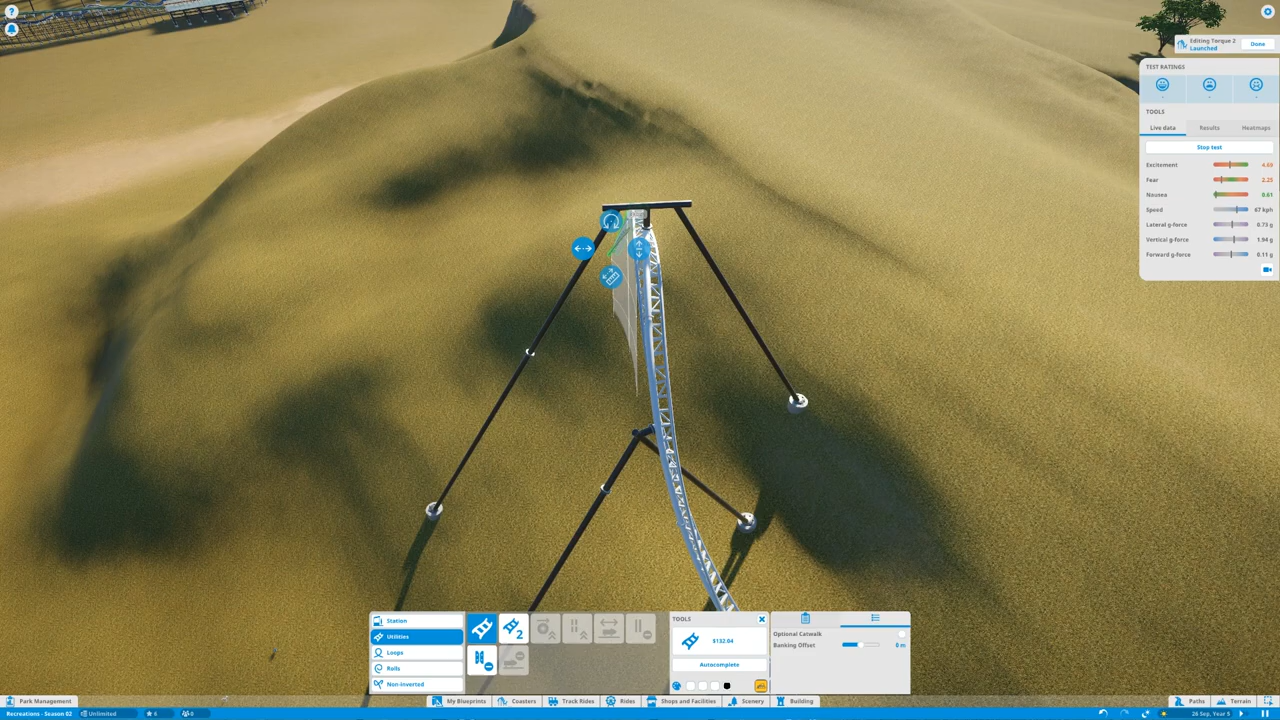 ?
Editing Torque 2 .
Launched
Done
TEST RATINGS
-
-
-
TOOLS
Live data
Results
Heatmaps
Stop test
Excitement 4.69
Fear 2.25
Nausea 0.61
Speed 67 kph
Lateral g-force 0.73 g
Vertical g-force 1.94 g
Forward g-force 0.11 g
Station
Utilities
Loops
Rolls
Non-inverted
2
TOOLS
$132.04
Autocomplete
Optional Catwalk
Banking Offset 0 m
Park Management
My Blueprints
Coasters
Track Rides
Rides
Shops and Facilities
Scenery
Building
Paths
Terrain
Recreations - Season 02
Unlimited
6
0
26 Sep, Year 5